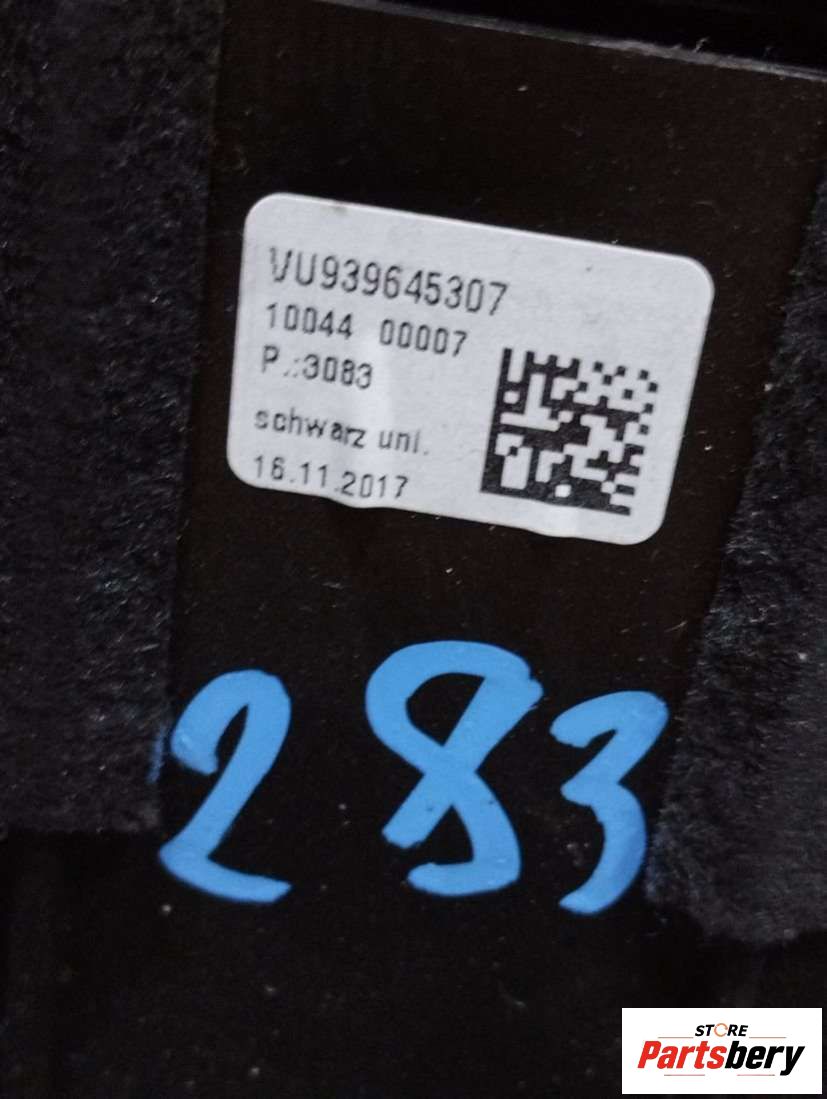 VU939645307
10044 00007
P.:3083
schwarz uni.
16.11.2017
283
STORE
Partsbery